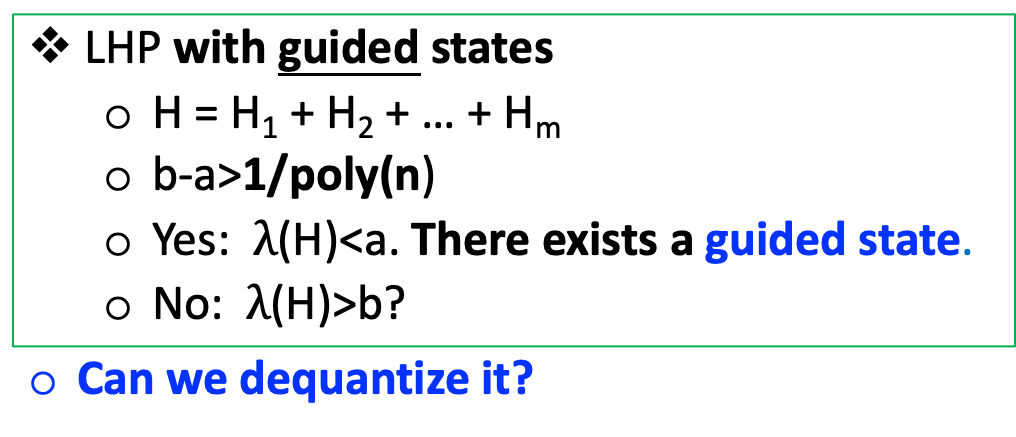 ❖ LHP with guided states
o H = H₁ + H₂ + ... + Hₘ
o b-a>1/poly(n)
o Yes: λ(H)<a. There exists a guided state.
o No: λ(H)>b?
o Can we dequantize it?